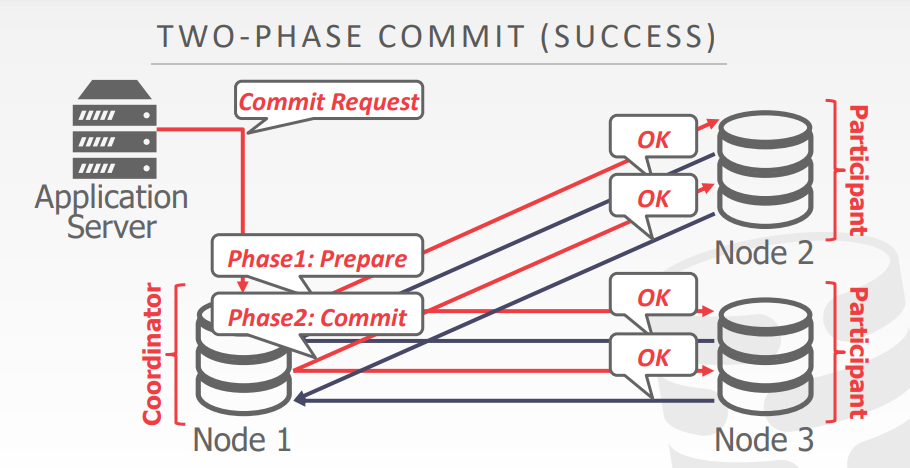 TWO-PHASE COMMIT (SUCCESS)
Commit Request
Application
Server
OK
OK
Participant
Node 2
Phase1: Prepare
Phase2: Commit
Coordinator
Node 1
OK
OK
Participant
Node 3